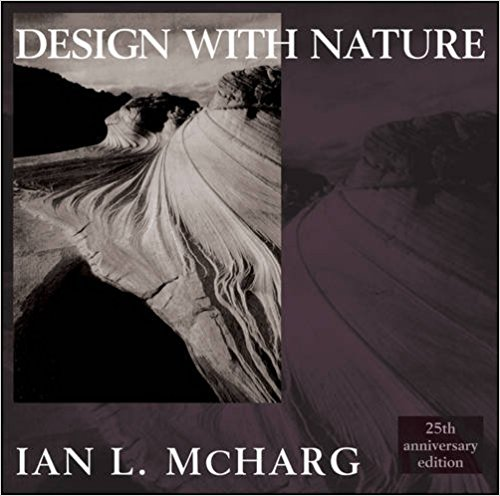 DESIGN WITH NATURE
25th
anniversary
edition
IAN L. McHARG